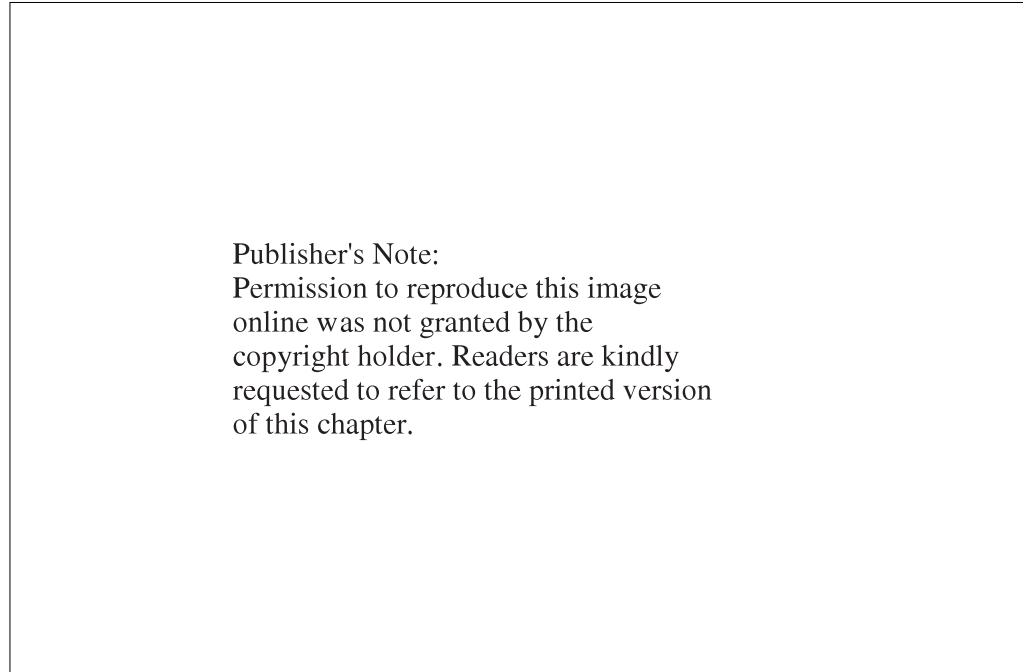 Publisher's Note:
Permission to reproduce this image
online was not granted by the
copyright holder. Readers are kindly
requested to refer to the printed version
of this chapter.